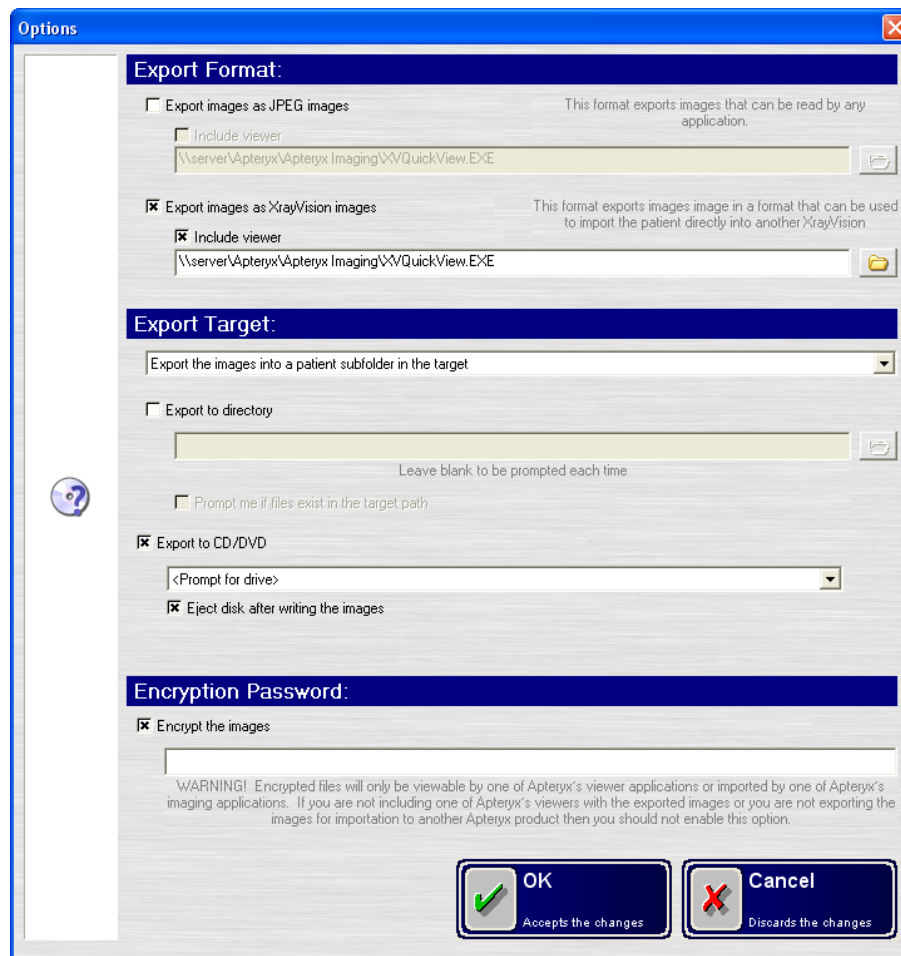 Options
Export Format:
Export images as JPEG images
This format exports images that can be read by any
application.
Include viewer
\\server\Apteryx\Apteryx Imaging\XVQuickView.EXE
Export images as XrayVision images
This format exports images image in a format that can be used
to import the patient directly into another XrayVision
Include viewer
\\server\Apteryx\Apteryx Imaging\XVQuickView.EXE
Export Target:
Export the images into a patient subfolder in the target
Export to directory
Leave blank to be prompted each time
Prompt me if files exist in the target path
Export to CD/DVD
<Prompt for drive>
Eject disk after writing the images
Encryption Password:
Encrypt the images
WARNING! Encrypted files will only be viewable by one of Apteryx's viewer applications or imported by one of Apteryx's
imaging applications. If you are not including one of Apteryx's viewers with the exported images or you are not exporting the
images for importation to another Apteryx product then you should not enable this option.
OK
Accepts the changes
Cancel
Discards the changes